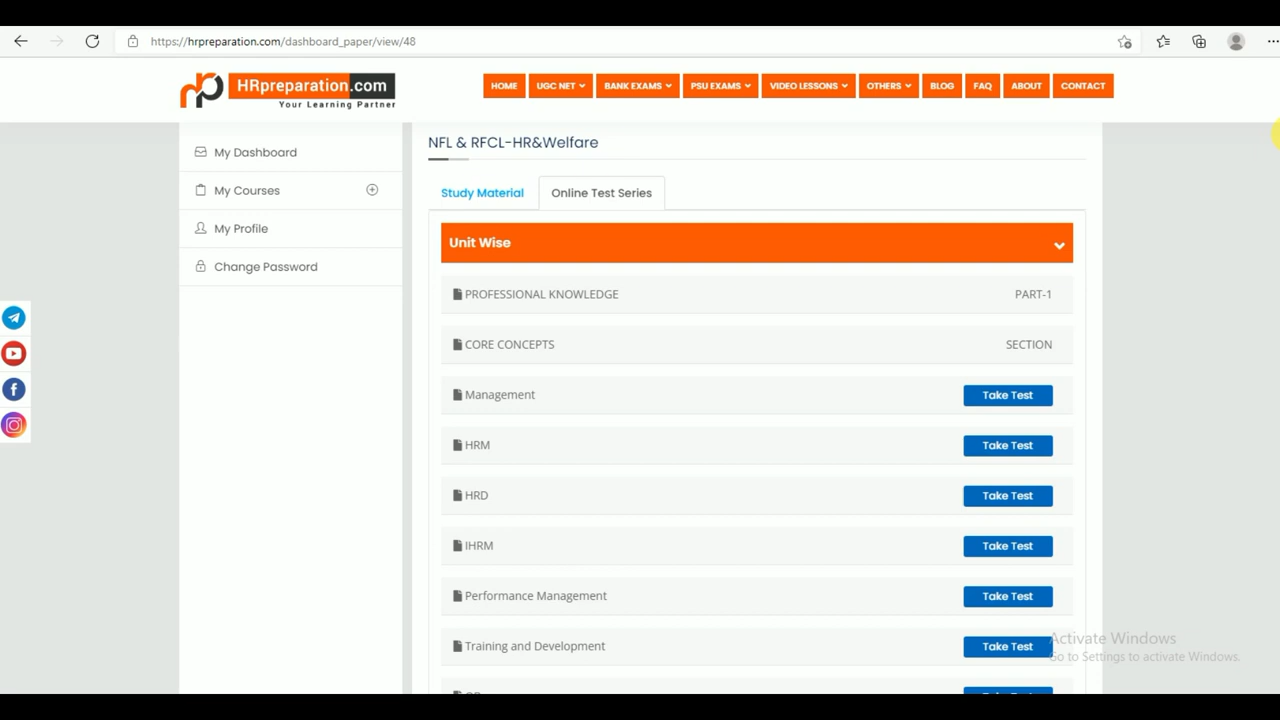 https://hrpreparation.com/dashboard_paper/view/48
HRpreparation.com
Your Learning Partner
HOME
UGC NET
BANK EXAMS
PSU EXAMS
VIDEO LESSONS
OTHERS
BLOG
FAQ
ABOUT
CONTACT
My Dashboard
My Courses
My Profile
Change Password
NFL & RFCL-HR&Welfare
Study Material
Online Test Series
Unit Wise
PROFESSIONAL KNOWLEDGE PART-1
CORE CONCEPTS SECTION
Management Take Test
HRM Take Test
HRD Take Test
IHRM Take Test
Performance Management Take Test
Training and Development Take Test
Activate Windows
Go to Settings to activate Windows.